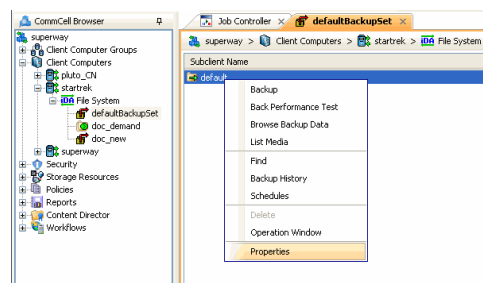 CommCell Browser
superway
Client Computer Groups
Client Computers
pluto_CN
startrek
iDA File System
defaultBackupSet
doc_demand
doc_new
superway
Security
Storage Resources
Policies
Reports
Content Director
Workflows
Job Controller
defaultBackupSet
superway > Client Computers > startrek > iDA File System
Subclient Name
default
Backup
Back Performance Test
Browse Backup Data
List Media
Find
Backup History
Schedules
Delete
Operation Window
Properties